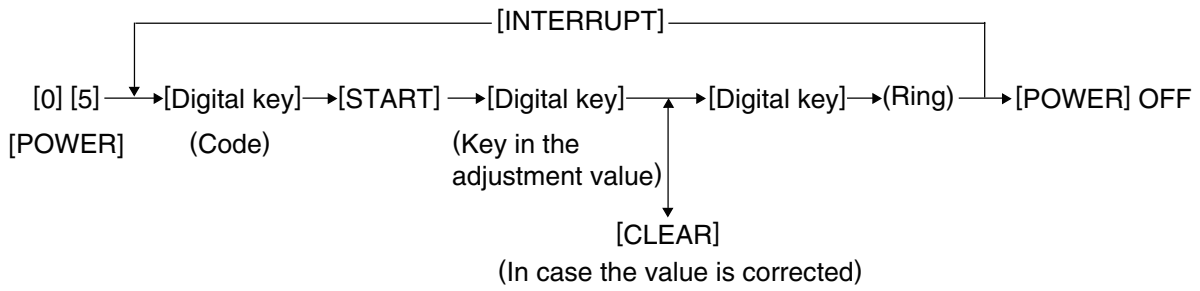 [INTERRUPT]
[0] [5] [Digital key] [START] [Digital key] [Digital key] (Ring) [POWER] OFF
[POWER] (Code) (Key in the
adjustment value)
[CLEAR]
(In case the value is corrected)